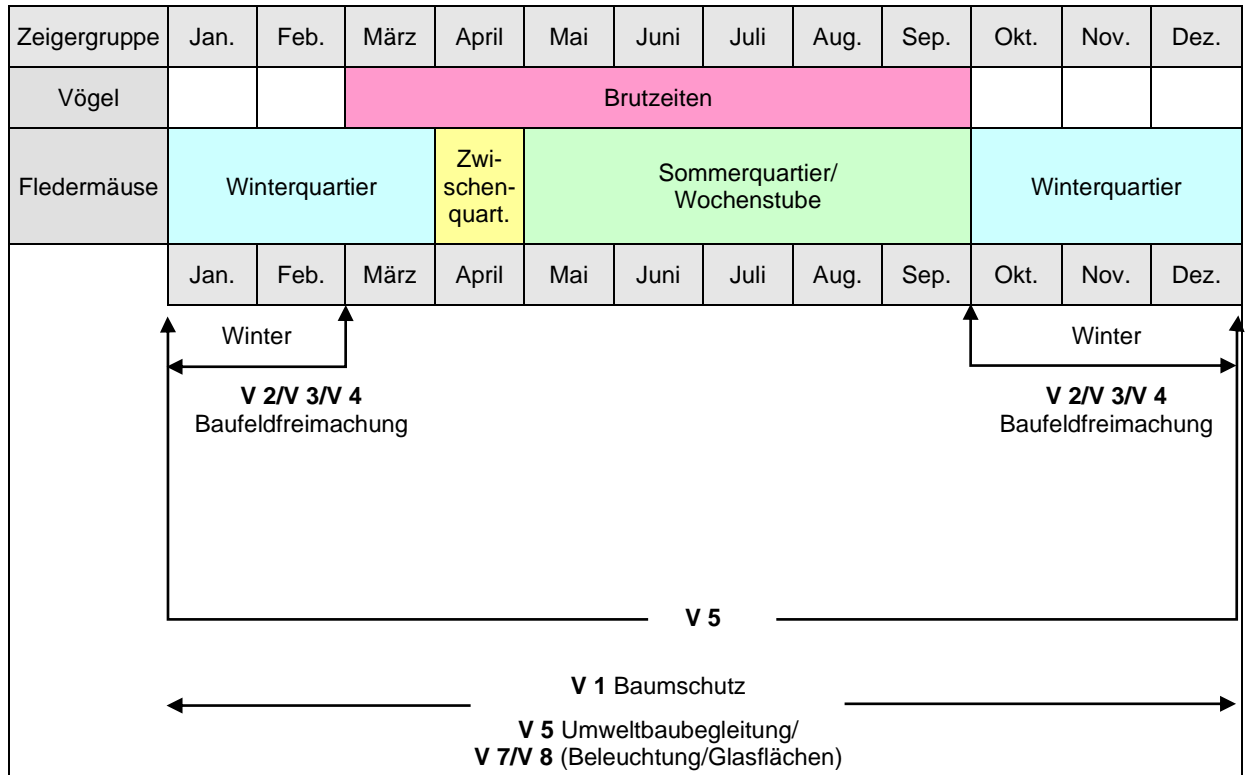 Zeigergruppe Jan. Feb. März April Mai Juni Juli Aug. Sep. Okt. Nov. Dez.
Vögel Brutzeiten
Fledermäuse Winterquartier Zwi-
schen-
quart. Sommerquartier/
Wochenstube Winterquartier
Jan. Feb. März April Mai Juni Juli Aug. Sep. Okt. Nov. Dez.
Winter Winter
V 2/V 3/V 4 V 2/V 3/V 4
Baufeldfreimachung Baufeldfreimachung
V 5
V 1 Baumschutz
V 5 Umweltbaubegleitung/
V 7/V 8 (Beleuchtung/Glasflächen)